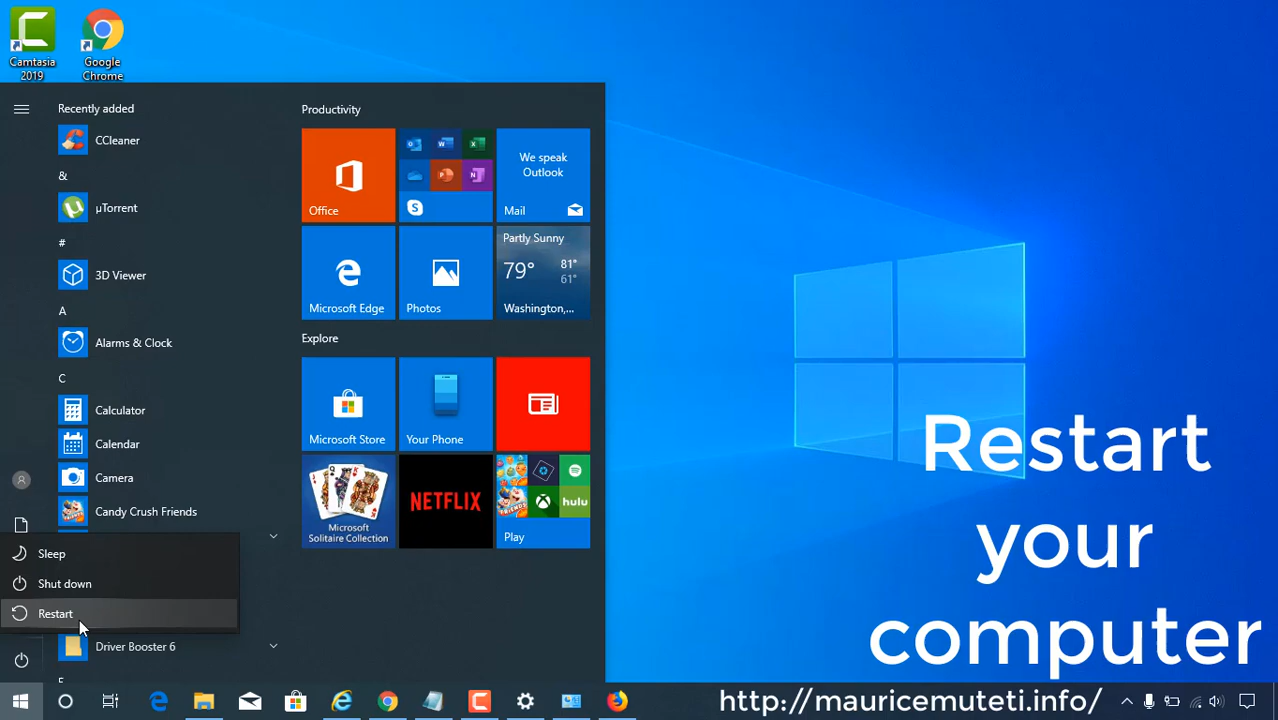 Camtasia
2019
Google
Chrome
Recently added
CCleaner
&
µTorrent
#
3D Viewer
A
Alarms & Clock
C
Calculator
Calendar
Camera
Candy Crush Friends
Sleep
Shut down
Restart
Driver Booster 6
Productivity
Office
We speak
Outlook
Mail
Microsoft Edge
Photos
Partly Sunny
79°
81°
61°
Washington,...
Explore
Microsoft Store
Your Phone
Microsoft
Solitaire Collection
NETFLIX
hulu
Play
Restart
your
computer
http://mauricemuteti.info/